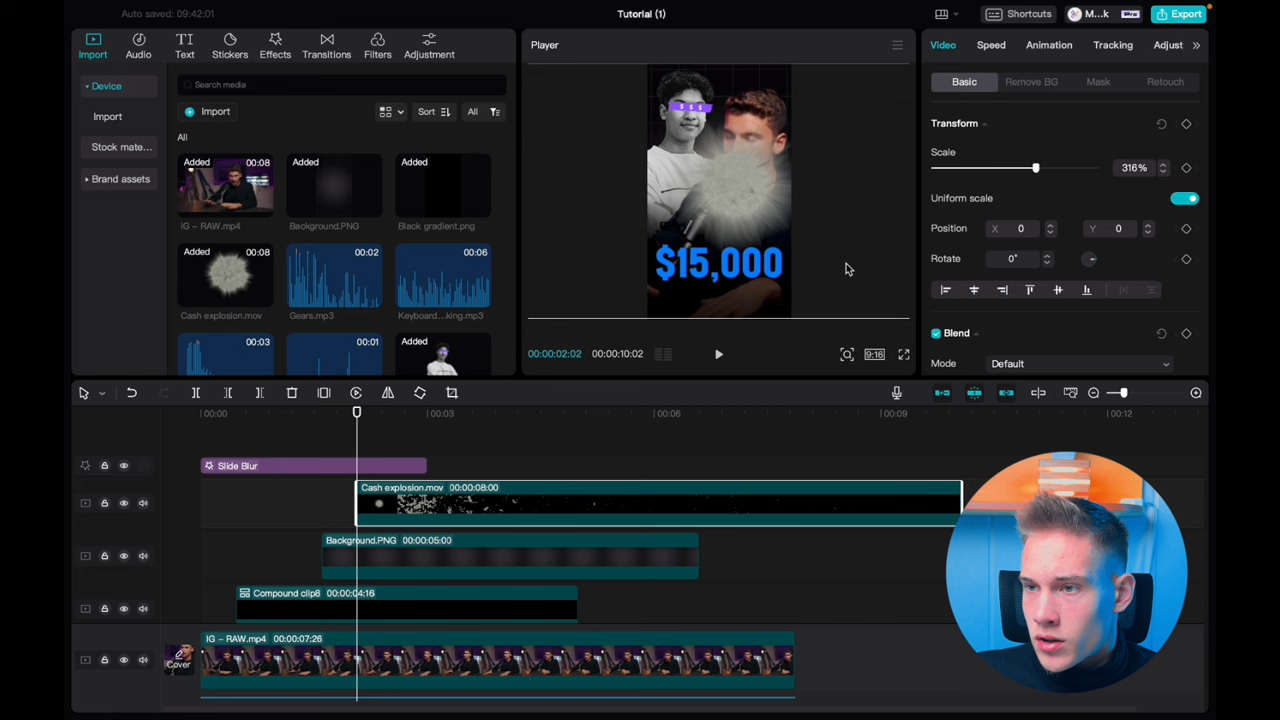 Auto saved: 09:42:01
Tutorial (1)
Shortcuts
M...k
Pro
Export
Import
Audio
Text
Stickers
Effects
Transitions
Filters
Adjustment
Player
Video
Speed
Animation
Tracking
Adjust
Device
Import
Stock mate...
Brand assets
Search media
Import
Sort
All
All
Added
00:08
IG – RAW.mp4
Added
Background.PNG
Added
Black gradient.png
Added
00:08
Cash explosion.mov
00:02
Gears.mp3
00:06
Keyboard...king.mp3
00:03
00:01
Added
$ $ $
$15,000
00:00:02:02
00:00:10:02
9:16
Basic
Remove BG
Mask
Retouch
Transform
Scale
316%
Uniform scale
Position
X
0
Y
0
Rotate
0°
Blend
Mode
Default
00:00
00:03
00:06
00:09
00:12
Slide Blur
Cash explosion.mov 00:00:08:00
Background.PNG 00:00:05:00
Compound clip8 00:00:04:16
Cover
IG – RAW.mp4 00:00:07:26